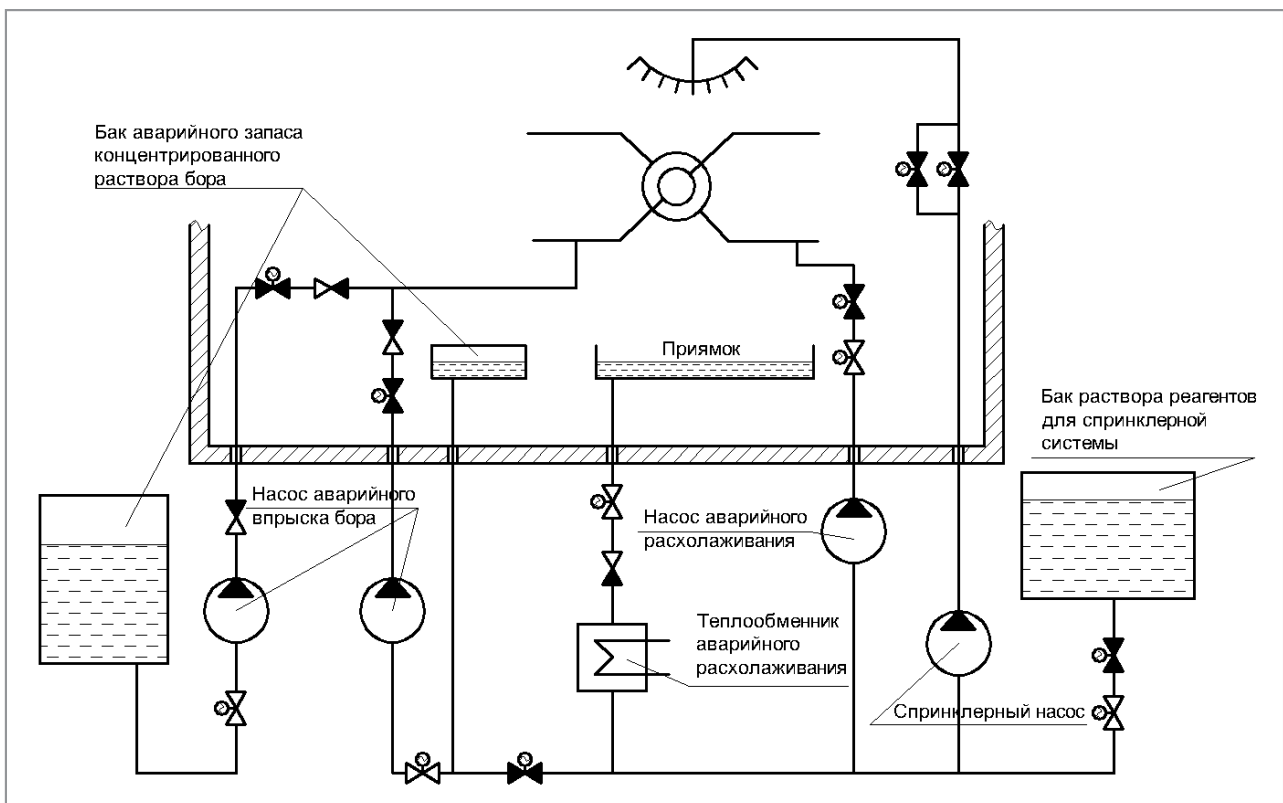 Бак аварийного запаса
концентрированного
раствора бора
Приямок
Бак раствора реагентов
для спринклерной
системы
Насос аварийного
впрыска бора
Насос аварийного
расхолаживания
Теплообменник
аварийного
расхолаживания
Спринклерный насос